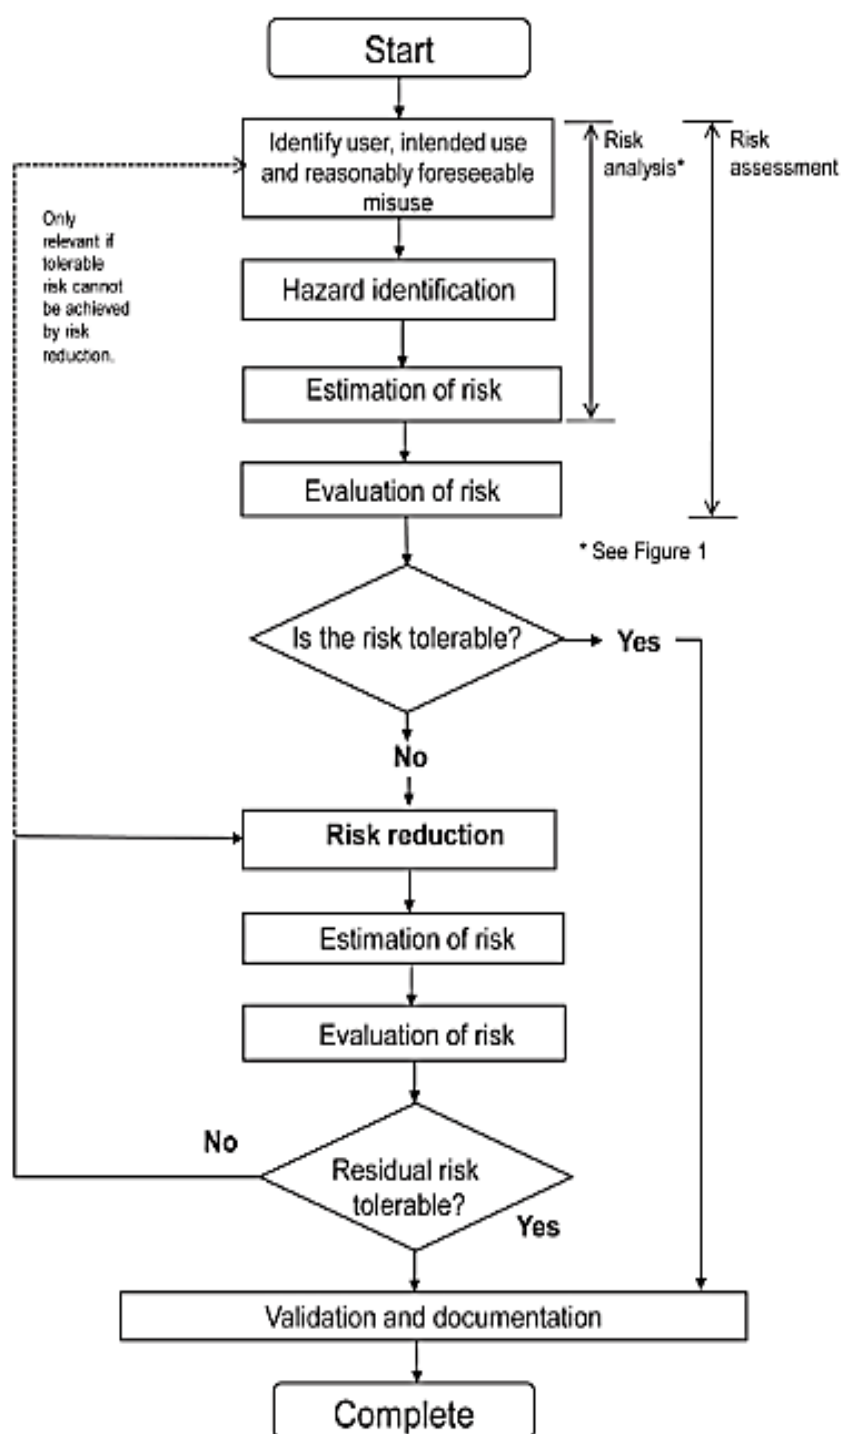 Start
Identify user, intended use
and reasonably foreseeable
misuse
Risk
analysis*
Risk
assessment
Only
relevant if
tolerable
risk cannot
be achieved
by risk
reduction.
Hazard identification
Estimation of risk
Evaluation of risk
* See Figure 1
Is the risk tolerable?
Yes
No
Risk reduction
Estimation of risk
Evaluation of risk
No
Residual risk
tolerable?
Yes
Validation and documentation
Complete